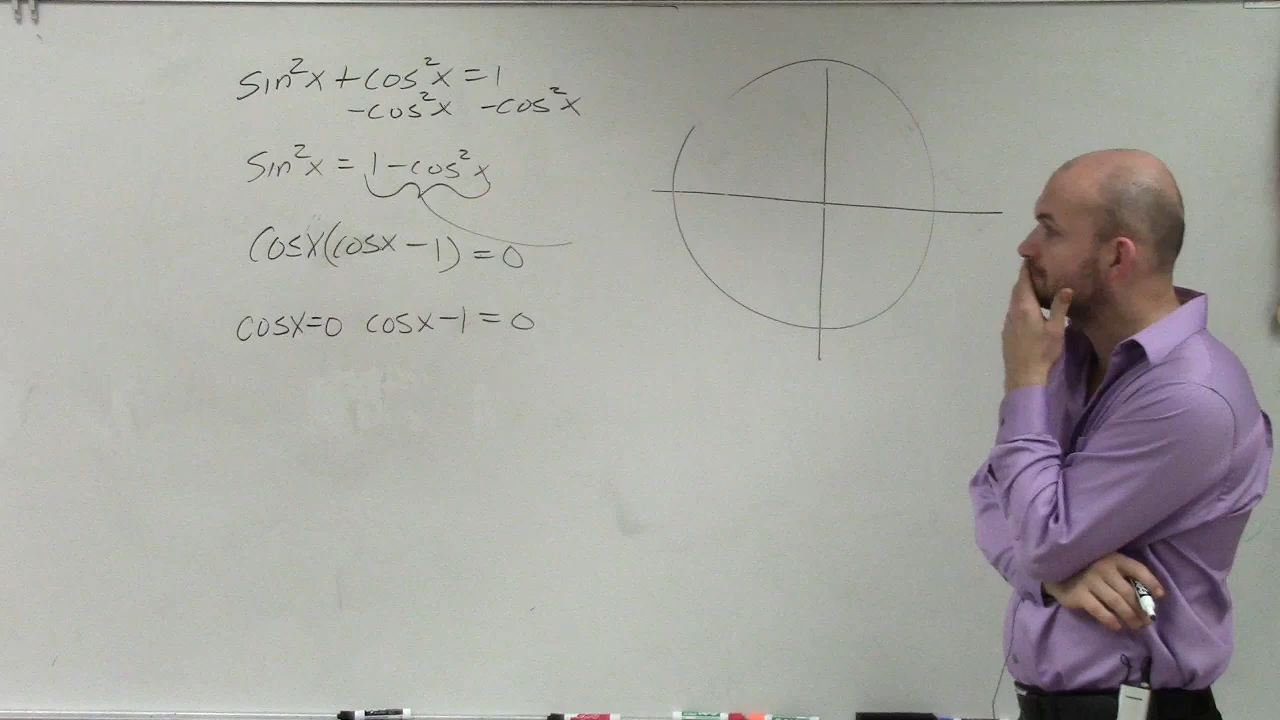 sin²x + cos²x = 1
-cos²x -cos²x
sin²x = 1 - cos²x
cosx(cosx - 1) = 0
cosx=0 cosx-1=0